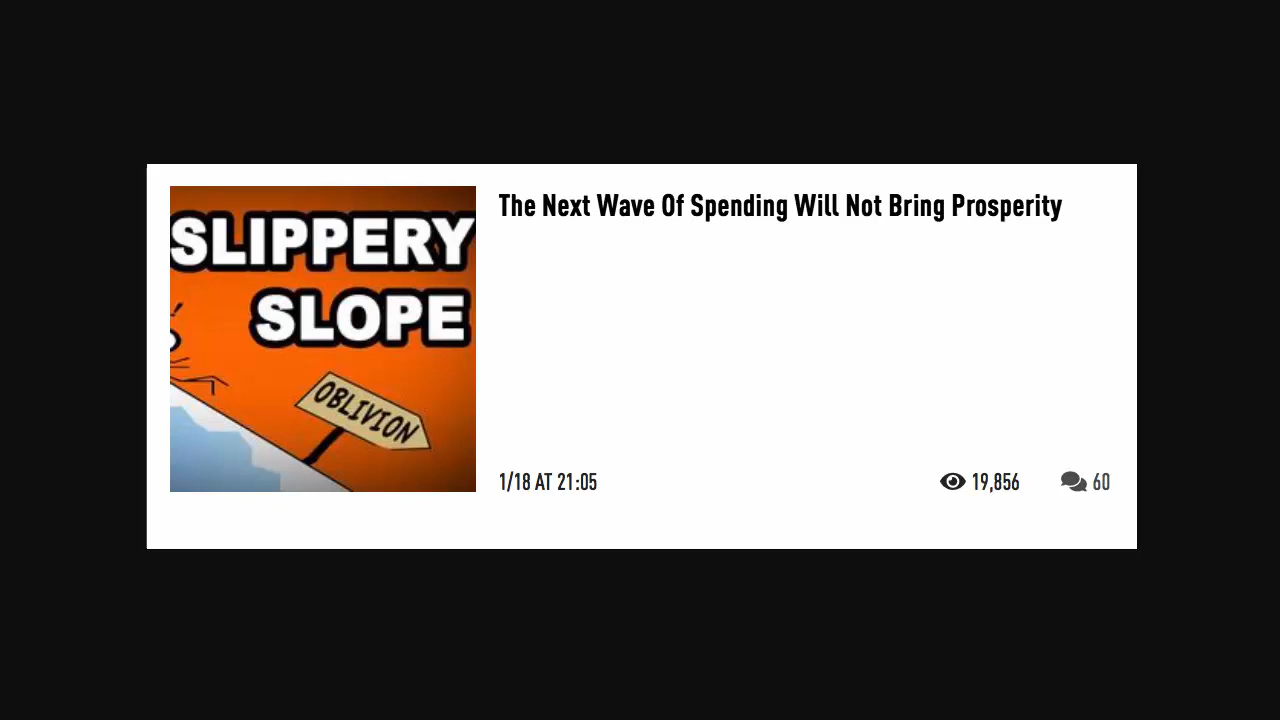 SLIPPERY
SLOPE
OBLIVION
The Next Wave Of Spending Will Not Bring Prosperity
1/18 AT 21:05
19,856
60